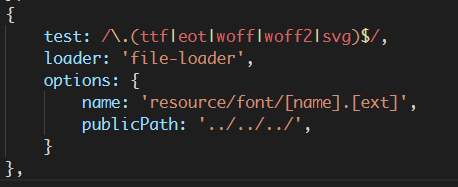 {
    test: /\.(ttf|eot|woff|woff2|svg)$/,
    loader: 'file-loader',
    options: {
        name: 'resource/font/[name].[ext]',
        publicPath: '../../../',
    }
},